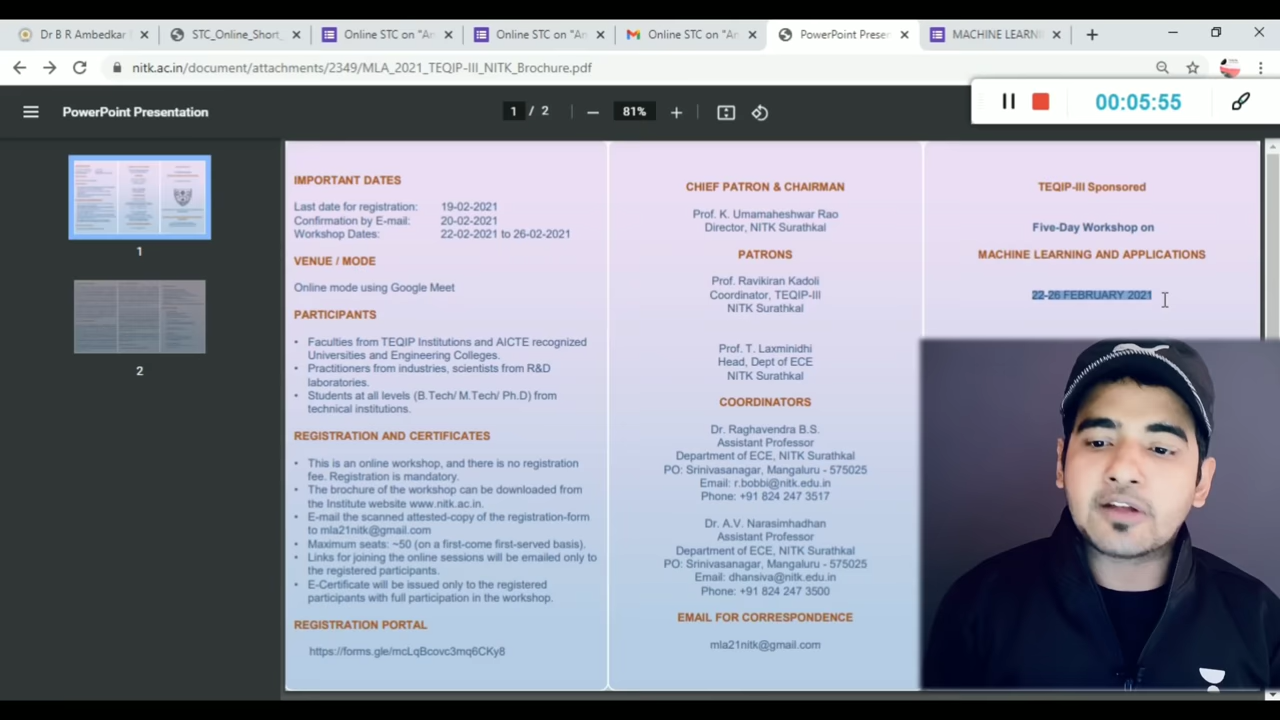 Dr B R Ambedkar
STC_Online_Short_
Online STC on "An
Online STC on "An
Online STC on "An
PowerPoint Presen
MACHINE LEARNI
nitk.ac.in/document/attachments/2349/MLA_2021_TEQIP-III_NITK_Brochure.pdf
PowerPoint Presentation
1 / 2
81%
00:05:55
1
2
IMPORTANT DATES
Last date for registration: 19-02-2021
Confirmation by E-mail: 20-02-2021
Workshop Dates: 22-02-2021 to 26-02-2021
VENUE / MODE
Online mode using Google Meet
PARTICIPANTS
• Faculties from TEQIP Institutions and AICTE recognized
Universities and Engineering Colleges.
• Practitioners from industries, scientists from R&D
laboratories.
• Students at all levels (B.Tech/ M.Tech/ Ph.D) from
technical institutions.
REGISTRATION AND CERTIFICATES
• This is an online workshop, and there is no registration
fee. Registration is mandatory.
• The brochure of the workshop can be downloaded from
the Institute website www.nitk.ac.in.
• E-mail the scanned attested-copy of the registration-form
to mla21nitk@gmail.com
• Maximum seats: ~50 (on a first-come first-served basis).
• Links for joining the online sessions will be emailed only to
the registered participants.
• E-Certificate will be issued only to the registered
participants with full participation in the workshop.
REGISTRATION PORTAL
https://forms.gle/mcLqBcovc3mq6CKy8
CHIEF PATRON & CHAIRMAN
Prof. K. Umamaheshwar Rao
Director, NITK Surathkal
PATRONS
Prof. Ravikiran Kadoli
Coordinator, TEQIP-III
NITK Surathkal
Prof. T. Laxminidhi
Head, Dept of ECE
NITK Surathkal
COORDINATORS
Dr. Raghavendra B.S.
Assistant Professor
Department of ECE, NITK Surathkal
PO: Srinivasanagar, Mangaluru - 575025
Email: r.bobbi@nitk.edu.in
Phone: +91 824 247 3517
Dr. A.V. Narasimhadhan
Assistant Professor
Department of ECE, NITK Surathkal
PO: Srinivasanagar, Mangaluru - 575025
Email: dhansiva@nitk.edu.in
Phone: +91 824 247 3500
EMAIL FOR CORRESPONDENCE
mla21nitk@gmail.com
TEQIP-III Sponsored
Five-Day Workshop on
MACHINE LEARNING AND APPLICATIONS
22-26 FEBRUARY 2021